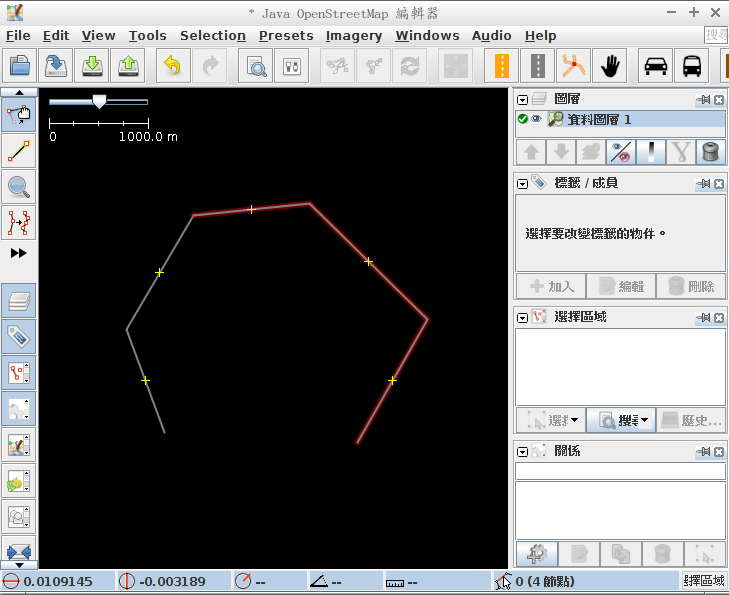 * Java OpenStreetMap 編輯器
File Edit View Tools Selection Presets Imagery Windows Audio Help
搜尋
0 1000.0 m
圖層
資料圖層 1
標籤 / 成員
選擇要改變標籤的物件。
加入 編輯 刪除
選擇區域
選擇 搜尋 歷史...
關係
0.0109145 -0.003189 -- -- -- 0 (4 節點) 選擇區域